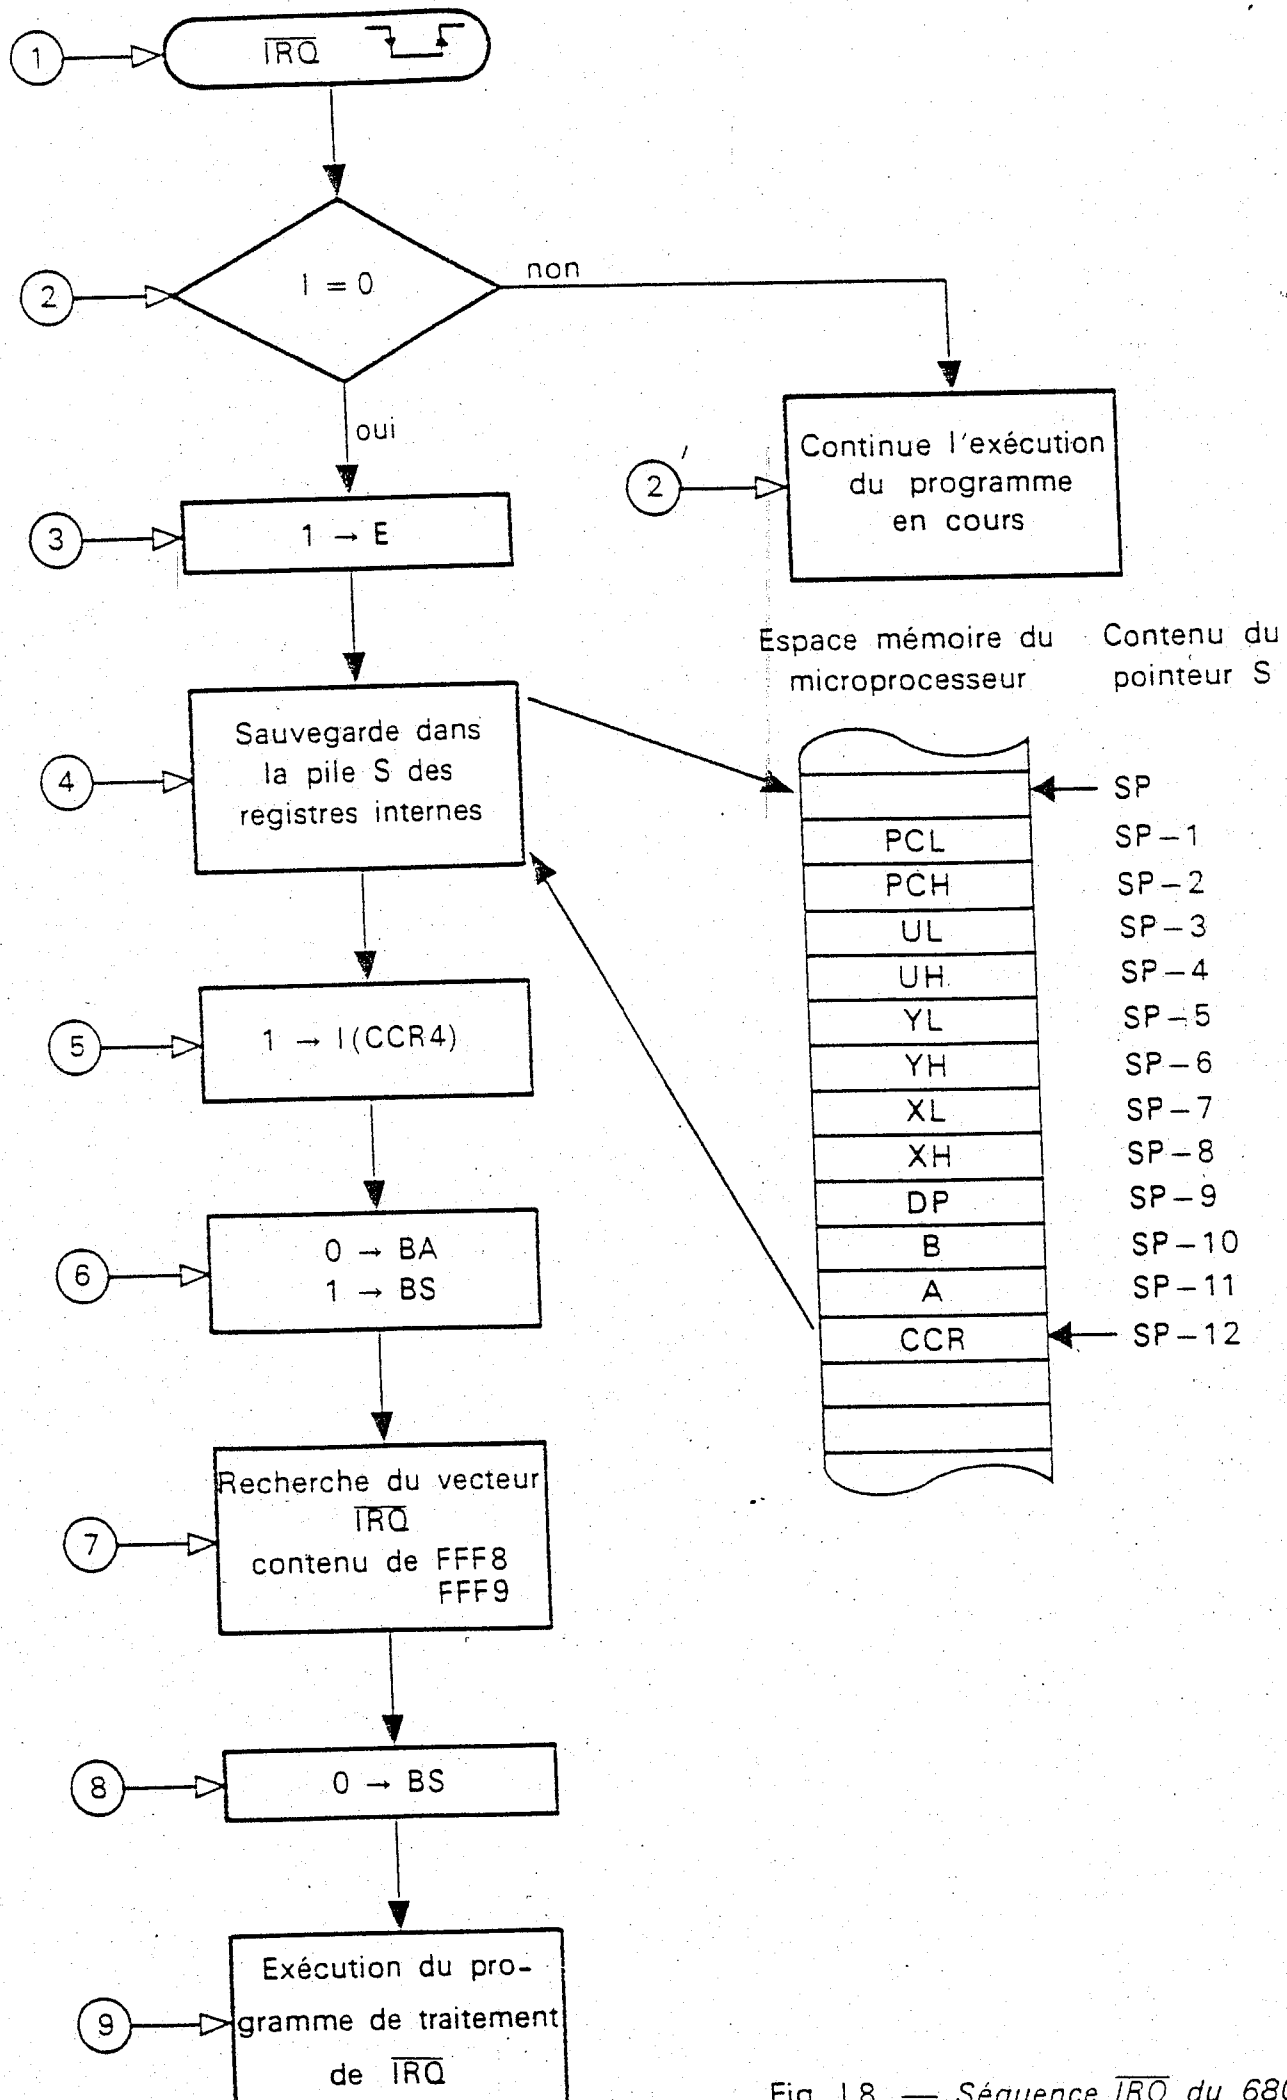 1
IRQ
2
I = 0
non
oui
2'
Continue l'exécution
du programme
en cours
3
1 → E
Espace mémoire du
microprocesseur
Contenu du
pointeur S
4
Sauvegarde dans
la pile S des
registres internes
SP
PCL SP-1
PCH SP-2
UL SP-3
UH SP-4
YL SP-5
YH SP-6
XL SP-7
XH SP-8
DP SP-9
B SP-10
A SP-11
CCR SP-12
5
1 → I(CCR4)
6
0 → BA
1 → BS
7
Recherche du vecteur
IRQ
contenu de FFF8
FFF9
8
0 → BS
9
Exécution du pro-
gramme de traitement
de IRQ
Fig. 1.8 — Séquence IRQ du